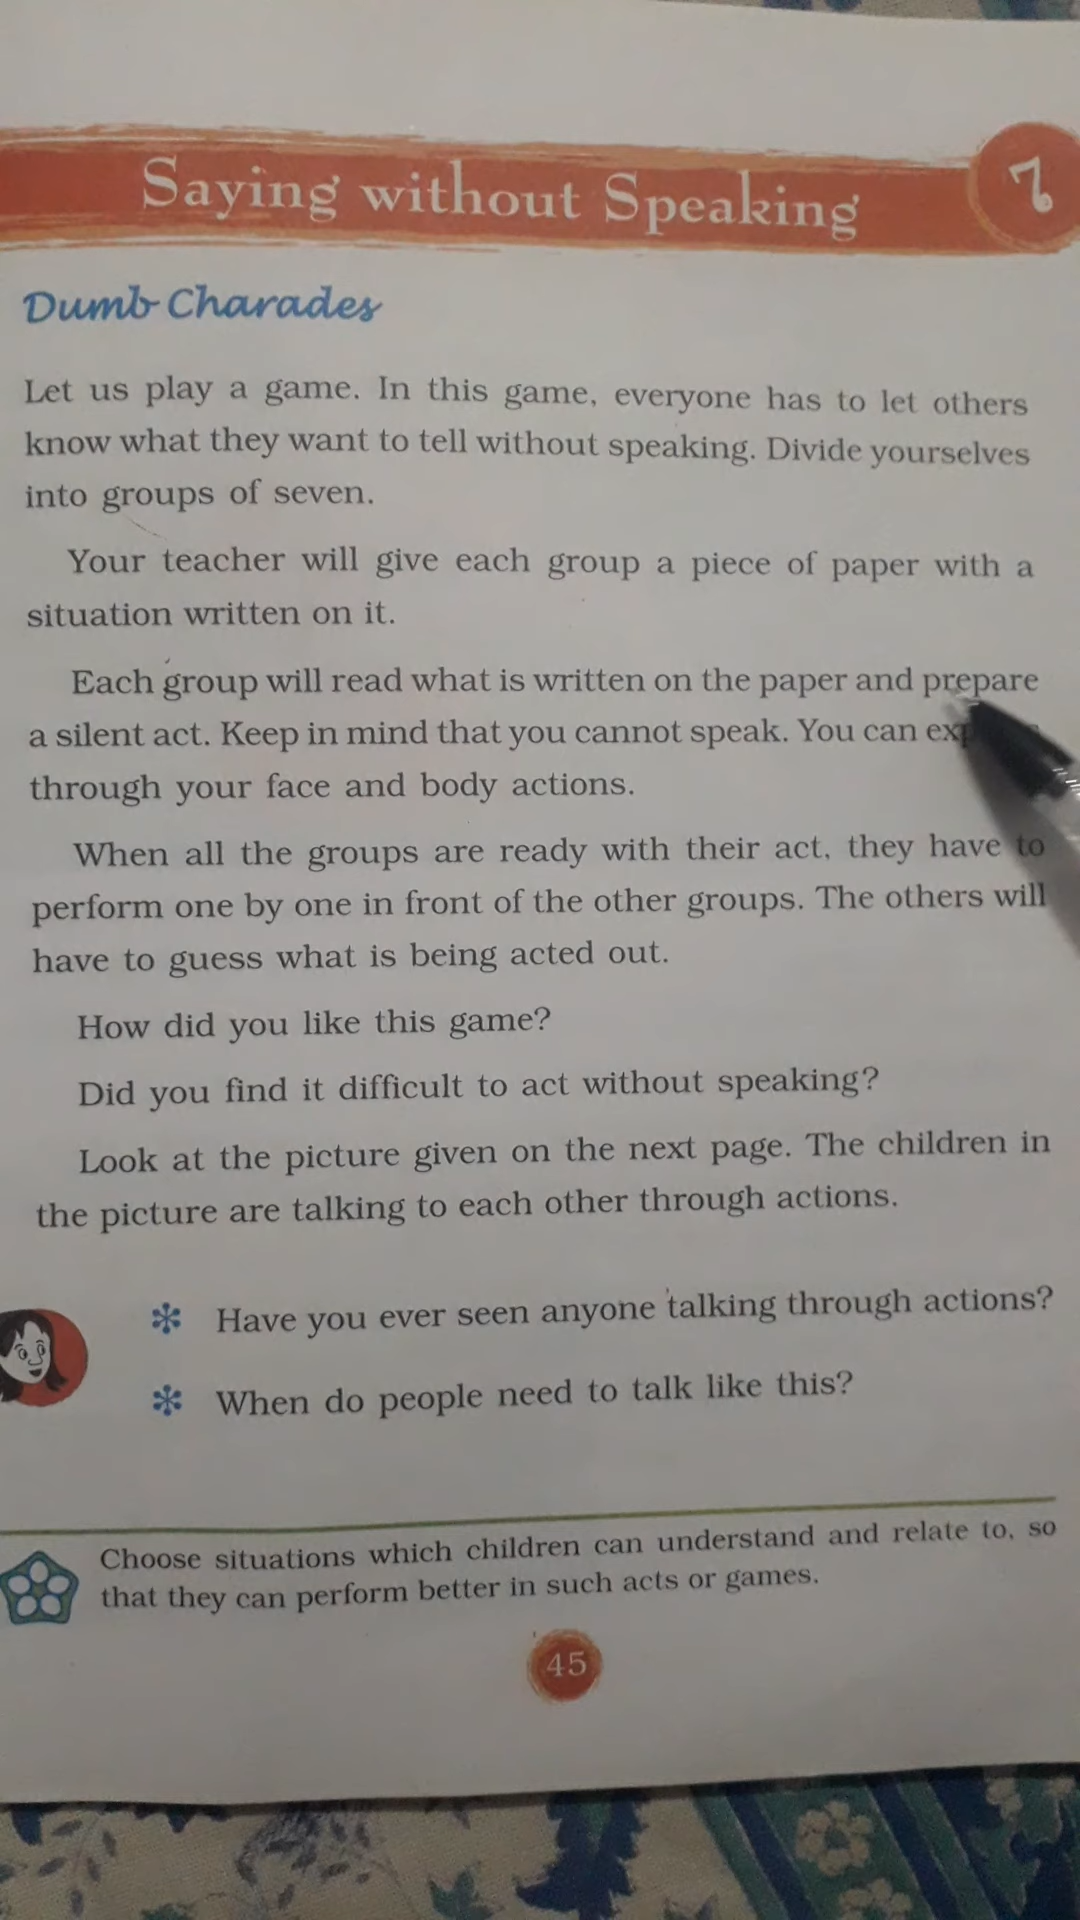 Saying without Speaking
7
Dumb Charades
Let us play a game. In this game, everyone has to let others
know what they want to tell without speaking. Divide yourselves
into groups of seven.
Your teacher will give each group a piece of paper with a
situation written on it.
Each group will read what is written on the paper and prepare
a silent act. Keep in mind that you cannot speak. You can
through your face and body actions.
When all the groups are ready with their act, they have to
perform one by one in front of the other groups. The others will
have to guess what is being acted out.
How did you like this game?
Did you find it difficult to act without speaking?
Look at the picture given on the next page. The children in
the picture are talking to each other through actions.
Have you ever seen anyone talking through actions?
When do people need to talk like this?
Choose situations which children can understand and relate to, so
that they can perform better in such acts or games.
45